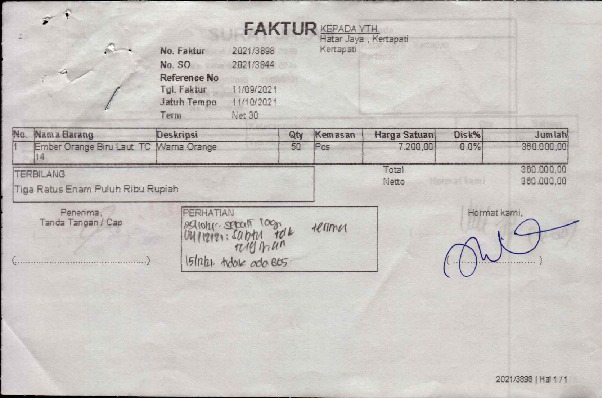 FAKTUR
KEPADA YTH.
Hatar Jaya , Kertapati
Kertapati
No. Faktur 2021/3898
No. SO 2021/3844
Reference No
Tgl. Faktur 11/09/2021
Jatuh Tempo 11/10/2021
Term Net 30
No. Nama Barang Deskripsi Qty Kemasan Harga Satuan Disk% Jumlah
1 Ember Orange Biru Laut TC Warna Orange 50 Pcs 7.200,00 0.0% 360.000,00
14
Total 360.000,00
Netto 360.000,00
TERBILANG
Tiga Ratus Enam Puluh Ribu Rupiah
Penerima,
Tanda Tangan / Cap
PERHATIAN
tidak ada BOS
Hormat kami,
2021/3898 | Hal 1 / 1